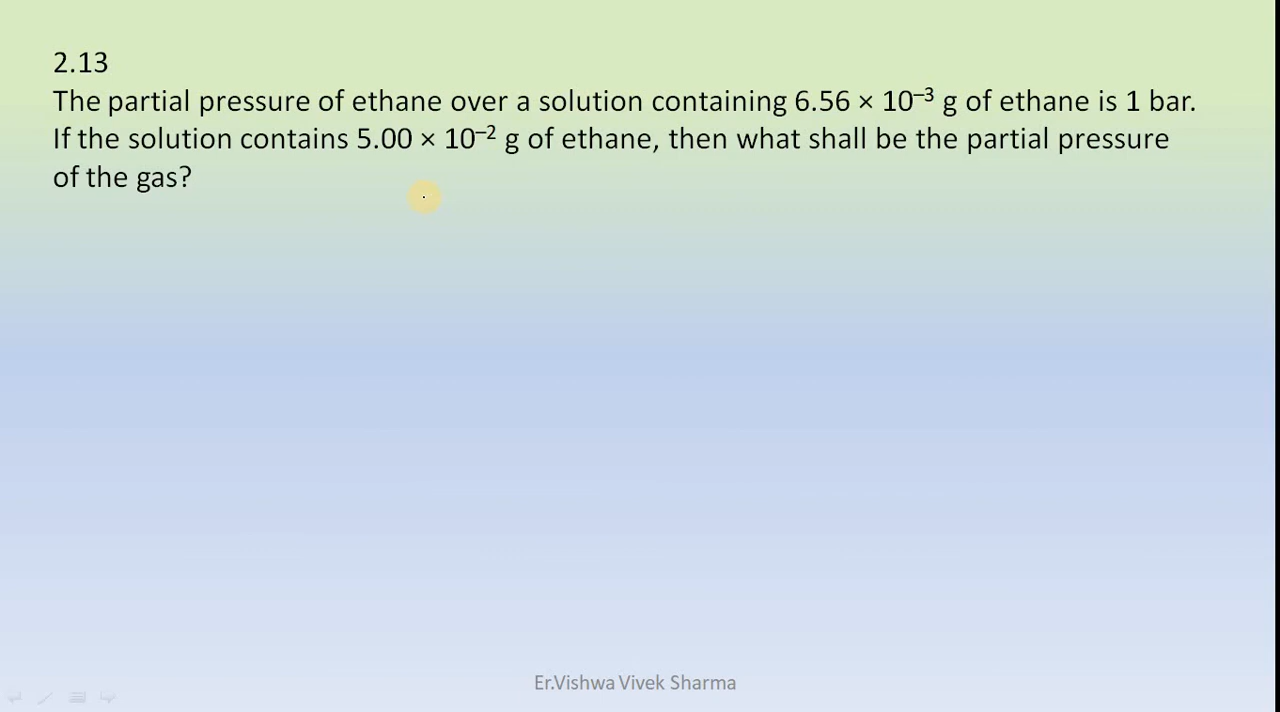 2.13
The partial pressure of ethane over a solution containing 6.56 × 10⁻³ g of ethane is 1 bar.
If the solution contains 5.00 × 10⁻² g of ethane, then what shall be the partial pressure
of the gas?
Er.Vishwa Vivek Sharma